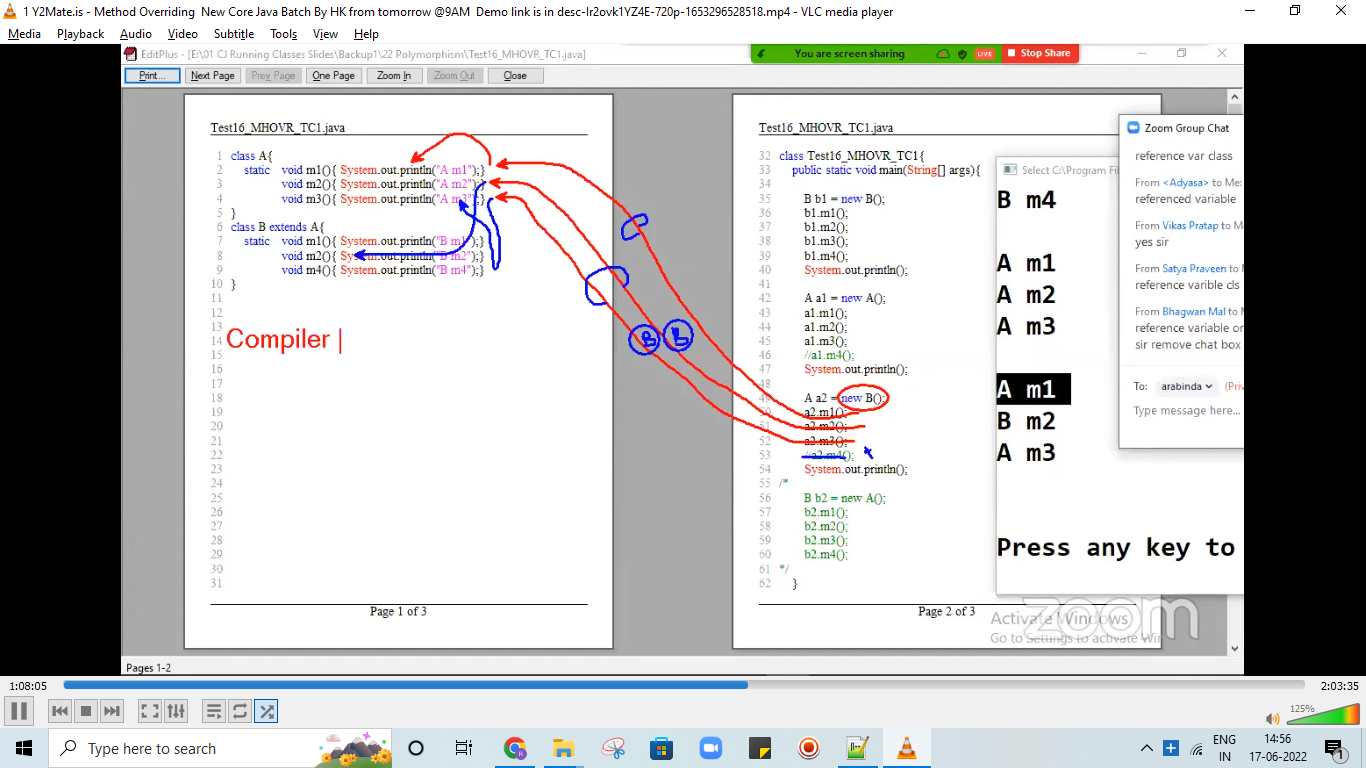 1 Y2Mate.is - Method Overriding  New Core Java Batch By HK from tomorrow @9AM  Demo link is in desc-Ir2ovk1YZ4E-720p-1653296528518.mp4 - VLC media player
Media Playback Audio Video Subtitle Tools View Help
EditPlus - [E:\01 CJ Running Classes Slides\Backup1\22 Polymorphism\Test16_MHOVR_TC1.java]
You are screen sharing LIVE Stop Share
Print... Next Page Prev Page One Page Zoom In Zoom Out Close
Test16_MHOVR_TC1.java
1 class A{
2 static void m1(){ System.out.println("A m1");}
3 void m2(){ System.out.println("A m2");}
4 void m3(){ System.out.println("A m3");}
5 }
6 class B extends A{
7 static void m1(){ System.out.println("B m1");}
8 void m2(){ System.out.println("B m2");}
9 void m4(){ System.out.println("B m4");}
10 }
11
12
13
14
Compiler
15
16
17
18
19
20
21
22
23
24
25
26
27
28
29
30
31
Page 1 of 3
B
Test16_MHOVR_TC1.java
32 class Test16_MHOVR_TC1{
33 public static void main(String[] args){
34
35 B b1 = new B();
36 b1.m1();
37 b1.m2();
38 b1.m3();
39 b1.m4();
40 System.out.println();
41
42 A a1 = new A();
43 a1.m1();
44 a1.m2();
45 a1.m3();
46 //a1.m4();
47 System.out.println();
48
49 A a2 = new B();
50 a2.m1();
51 a2.m2();
52 a2.m3();
53 //a2.m4();
54 System.out.println();
55 /*
56 B b2 = new A();
57 b2.m1();
58 b2.m2();
59 b2.m3();
60 b2.m4();
61 */
62 }
Page 2 of 3
Select C:\Program Fil
B m4
A m1
A m2
A m3
A m1
B m2
A m3
Press any key to
Zoom Group Chat
reference var class
From <Adyasa> to Me:
referenced variable
From Vikas Pratap to M
yes sir
From Satya Praveen to M
reference varible cls
From Bhagwan Mal to M
reference variable or
sir remove chat box
To: arabinda (Priv
Type message here...
zoom
Activate Windows
Go to Settings to activate Win
Pages 1-2
1:08:05 2:03:35
125%
Type here to search
ENG
IN
14:56
17-06-2022
1